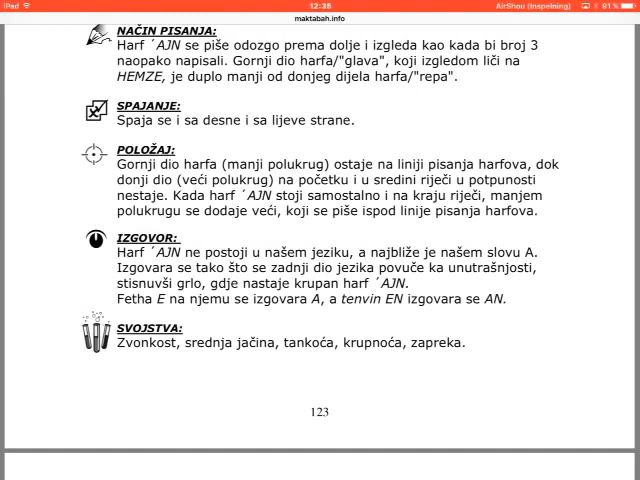 iPad 12:35 AirShou (Inspelning) 91 %
maktabah.info
NAČIN PISANJA:
Harf ´AJN se piše odozgo prema dolje i izgleda kao kada bi broj 3
naopako napisali. Gornji dio harfa/"glava", koji izgledom liči na
HEMZE, je duplo manji od donjeg dijela harfa/"repa".
SPAJANJE:
Spaja se i sa desne i sa lijeve strane.
POLOŽAJ:
Gornji dio harfa (manji polukrug) ostaje na liniji pisanja harfova, dok
donji dio (veći polukrug) na početku i u sredini riječi u potpunosti
nestaje. Kada harf ´AJN stoji samostalno i na kraju riječi, manjem
polukrugu se dodaje veći, koji se piše ispod linije pisanja harfova.
IZGOVOR:
Harf ´AJN ne postoji u našem jeziku, a najbliže je našem slovu A.
Izgovara se tako što se zadnji dio jezika povuče ka unutrašnjosti,
stisnuvši grlo, gdje nastaje krupan harf ´AJN.
Fetha E na njemu se izgovara A, a tenvin EN izgovara se AN.
SVOJSTVA:
Zvonkost, srednja jačina, tankoća, krupnoća, zapreka.
123